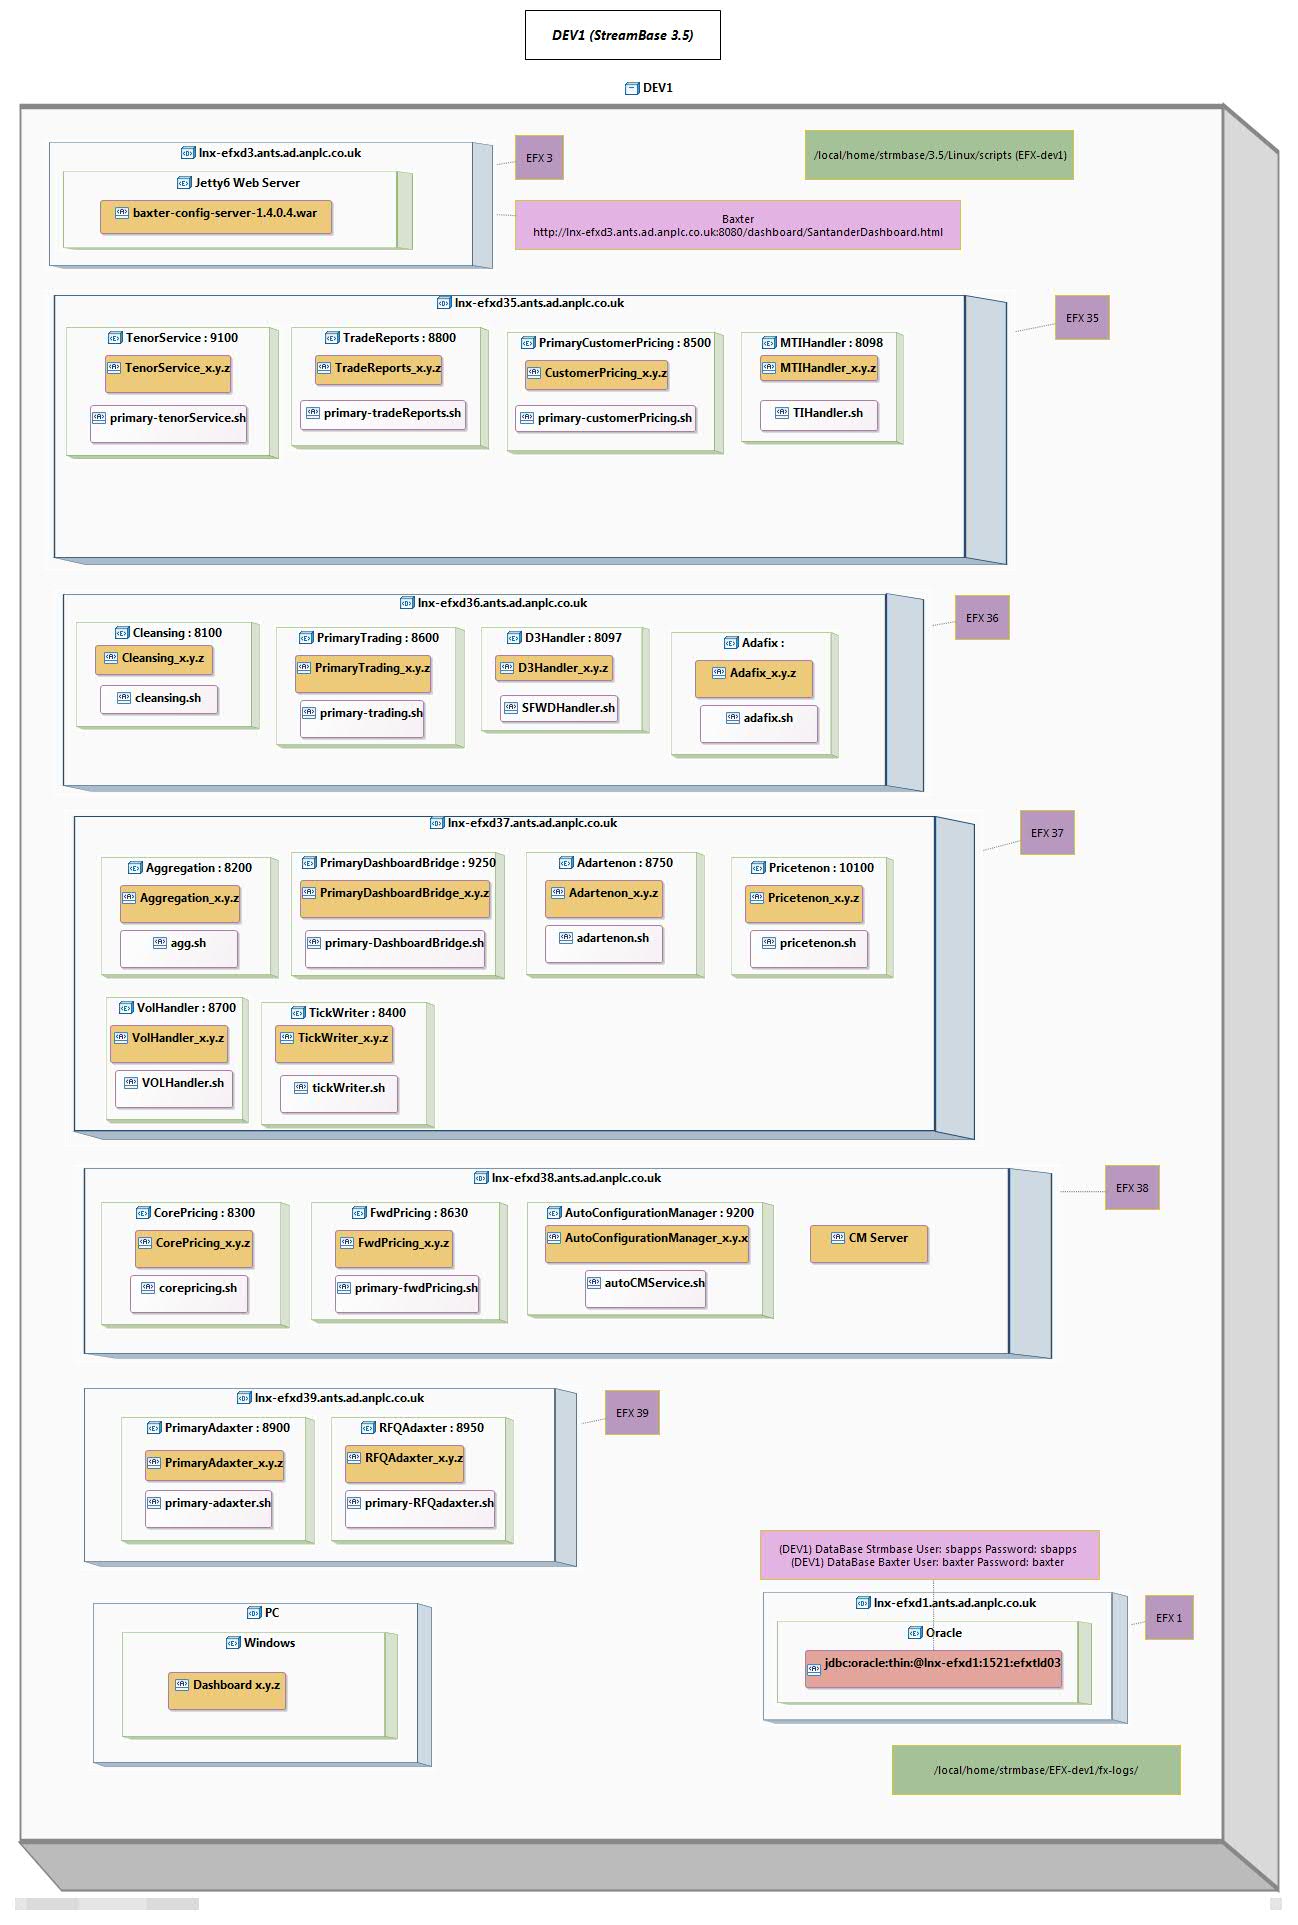 DEV1 (StreamBase 3.5)
DEV1
lnx-efxd3.ants.ad.anplc.co.uk
EFX 3
/local/home/strmbase/3.5/Linux/scripts (EFX-dev1)
Jetty6 Web Server
baxter-config-server-1.4.0.4.war
Baxter
http://lnx-efxd3.ants.ad.anplc.co.uk:8080/dashboard/SantanderDashboard.html
lnx-efxd35.ants.ad.anplc.co.uk
EFX 35
TenorService : 9100
TenorService_x.y.z
primary-tenorService.sh
TradeReports : 8800
TradeReports_x.y.z
primary-tradeReports.sh
PrimaryCustomerPricing : 8500
CustomerPricing_x.y.z
primary-customerPricing.sh
MTIHandler : 8098
MTIHandler_x.y.z
TIHandler.sh
lnx-efxd36.ants.ad.anplc.co.uk
EFX 36
Cleansing : 8100
Cleansing_x.y.z
cleansing.sh
PrimaryTrading : 8600
PrimaryTrading_x.y.z
primary-trading.sh
D3Handler : 8097
D3Handler_x.y.z
SFWDHandler.sh
Adafix :
Adafix_x.y.z
adafix.sh
lnx-efxd37.ants.ad.anplc.co.uk
EFX 37
Aggregation : 8200
Aggregation_x.y.z
agg.sh
PrimaryDashboardBridge : 9250
PrimaryDashboardBridge_x.y.z
primary-DashboardBridge.sh
Adartenon : 8750
Adartenon_x.y.z
adartenon.sh
Pricetenon : 10100
Pricetenon_x.y.z
pricetenon.sh
VolHandler : 8700
VolHandler_x.y.z
VOLHandler.sh
TickWriter : 8400
TickWriter_x.y.z
tickWriter.sh
lnx-efxd38.ants.ad.anplc.co.uk
EFX 38
CorePricing : 8300
CorePricing_x.y.z
corepricing.sh
FwdPricing : 8630
FwdPricing_x.y.z
primary-fwdPricing.sh
AutoConfigurationManager : 9200
AutoConfigurationManager_x.y.x
autoCMService.sh
CM Server
lnx-efxd39.ants.ad.anplc.co.uk
EFX 39
PrimaryAdaxter : 8900
PrimaryAdaxter_x.y.z
primary-adaxter.sh
RFQAdaxter : 8950
RFQAdaxter_x.y.z
primary-RFQadaxter.sh
(DEV1) DataBase Strmbase User: sbapps Password: sbapps
(DEV1) DataBase Baxter User: baxter Password: baxter
PC
Windows
Dashboard x.y.z
lnx-efxd1.ants.ad.anplc.co.uk
EFX 1
Oracle
jdbc:oracle:thin:@lnx-efxd1:1521:efxtld03
/local/home/strmbase/EFX-dev1/fx-logs/